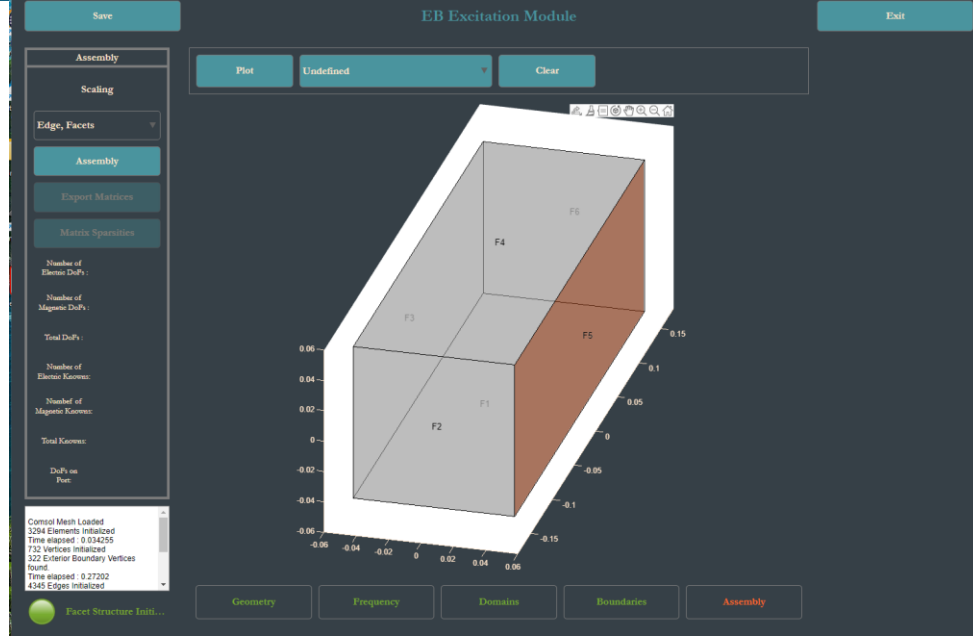 Save
EB Excitation Module
Exit
Assembly
Scaling
Edge, Facets
Assembly
Export Matrices
Matrix Sparsities
Number of
Electric DoFs :
Number of
Magnetic DoFs :
Total DoFs :
Number of
Electric Knowns:
Number of
Magnetic Knowns:
Total Knowns:
DoFs on
Port:
Comsol Mesh Loaded
3294 Elements Initialized
Time elapsed : 0.034255
732 Vertices Initialized
322 Exterior Boundary Vertices
found.
Time elapsed : 0.27202
4345 Edges Initialized
Facet Structure Initi...
Plot
Undefined
Clear
F6
F4
F3
F5
F1
F2
0.06
0.04
0.02
0
-0.02
-0.04
-0.06
-0.06
-0.04
-0.02
0
0.02
0.04
0.06
-0.15
-0.1
-0.05
0
0.05
0.1
0.15
Geometry
Frequency
Domains
Boundaries
Assembly